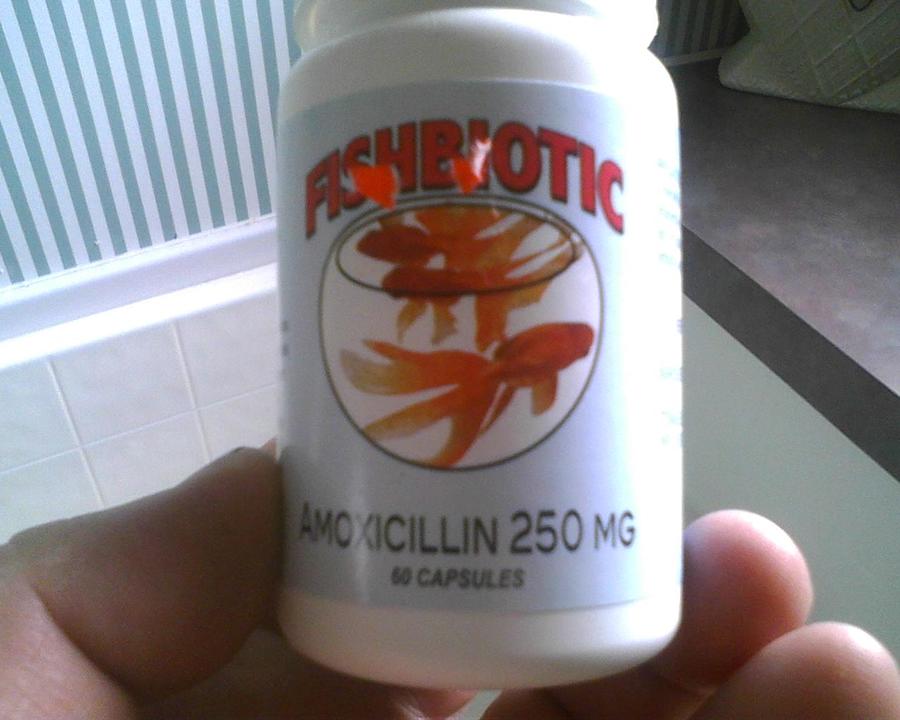 FISHBIOTIC
AMOXICILLIN 250 MG
60 CAPSULES